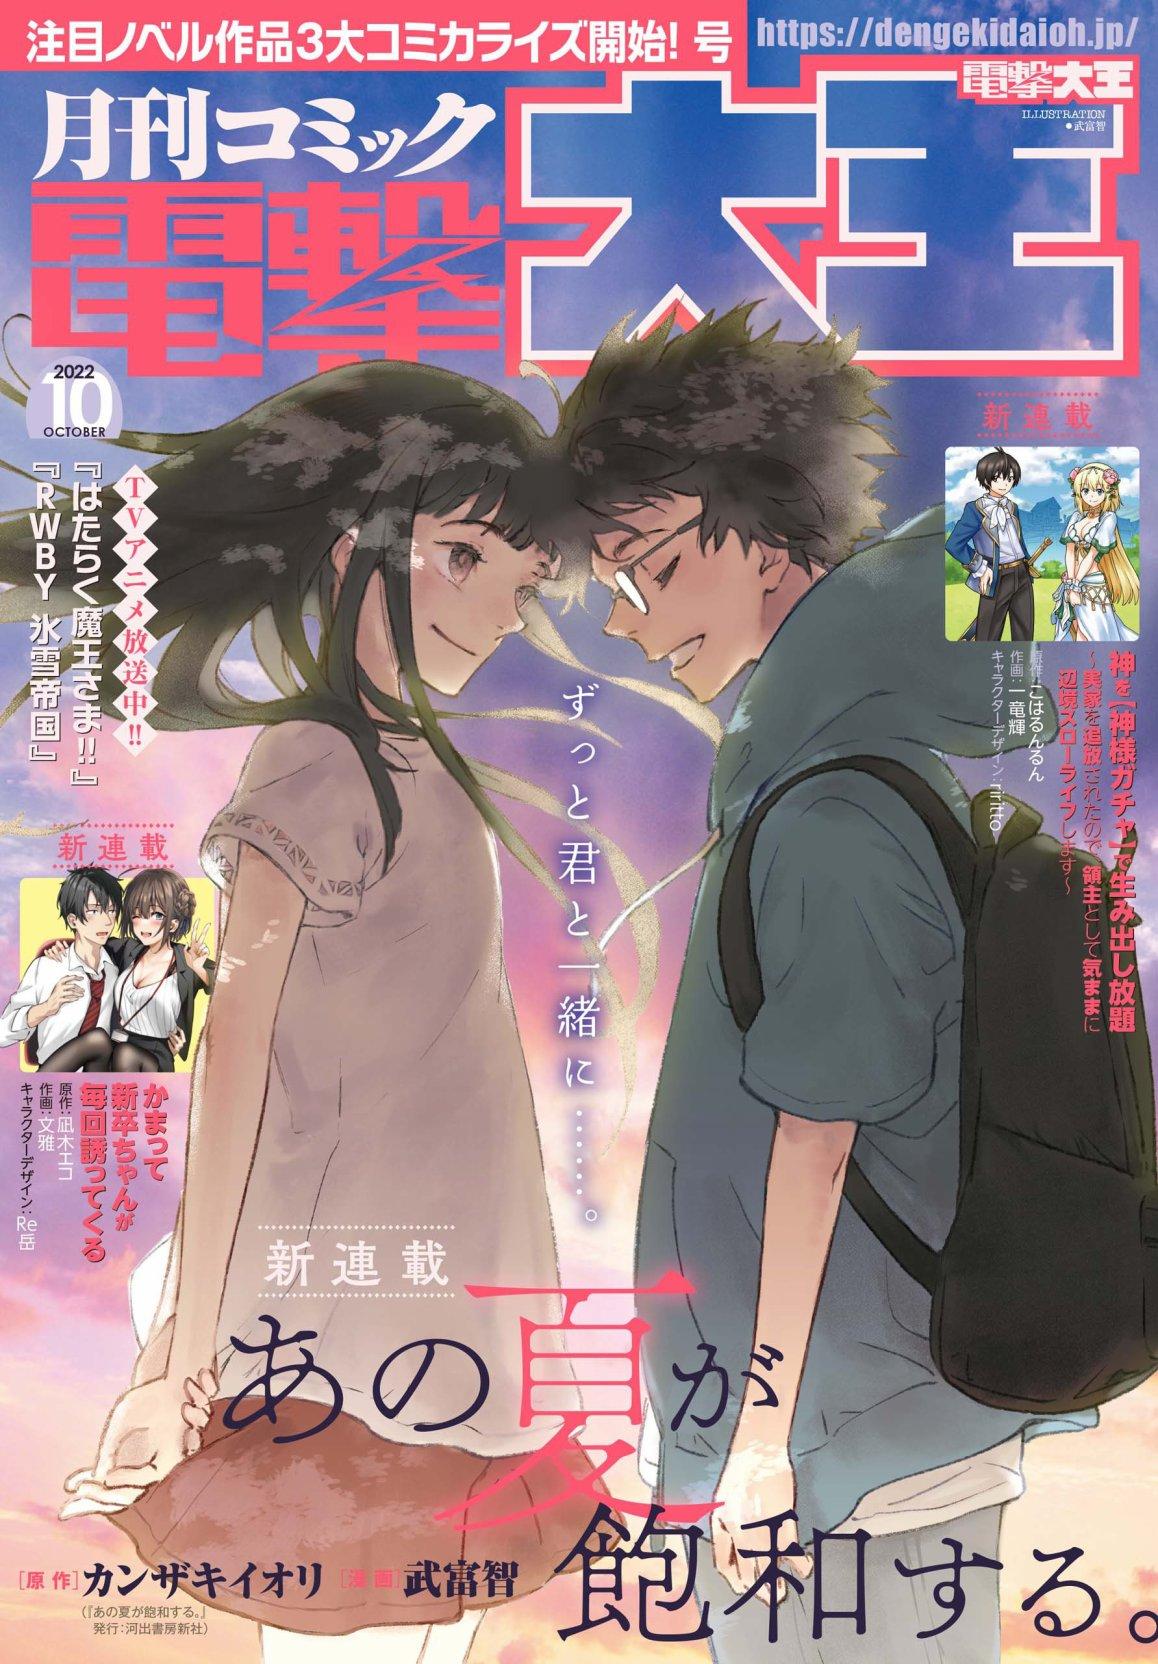 注目ノベル作品3大コミカライズ開始! 号
https://dengekidaioh.jp/
電撃大王
ILLUSTRATION
●武富智
月刊コミック
電撃大王
2022
10
OCTOBER
新連載
神を【神様ガチャ】で生み出し放題
～実家を追放されたので、領主として気ままに
辺境スローライフします～
原作:こはるんるん
作画:一竜輝
キャラクターデザイン:riritto
TVアニメ放送中!!
『はたらく魔王さま!!』
『RWBY 氷雪帝国』
新連載
かまって
新卒ちゃんが
毎回誘ってくる
原作:凪木エコ
作画:文雅
キャラクターデザイン:Re岳
ずっと君と一緒に……。
新連載
あの夏が
飽和する。
[原作]カンザキイオリ [漫画]武富智
(『あの夏が飽和する。』
発行:河出書房新社)